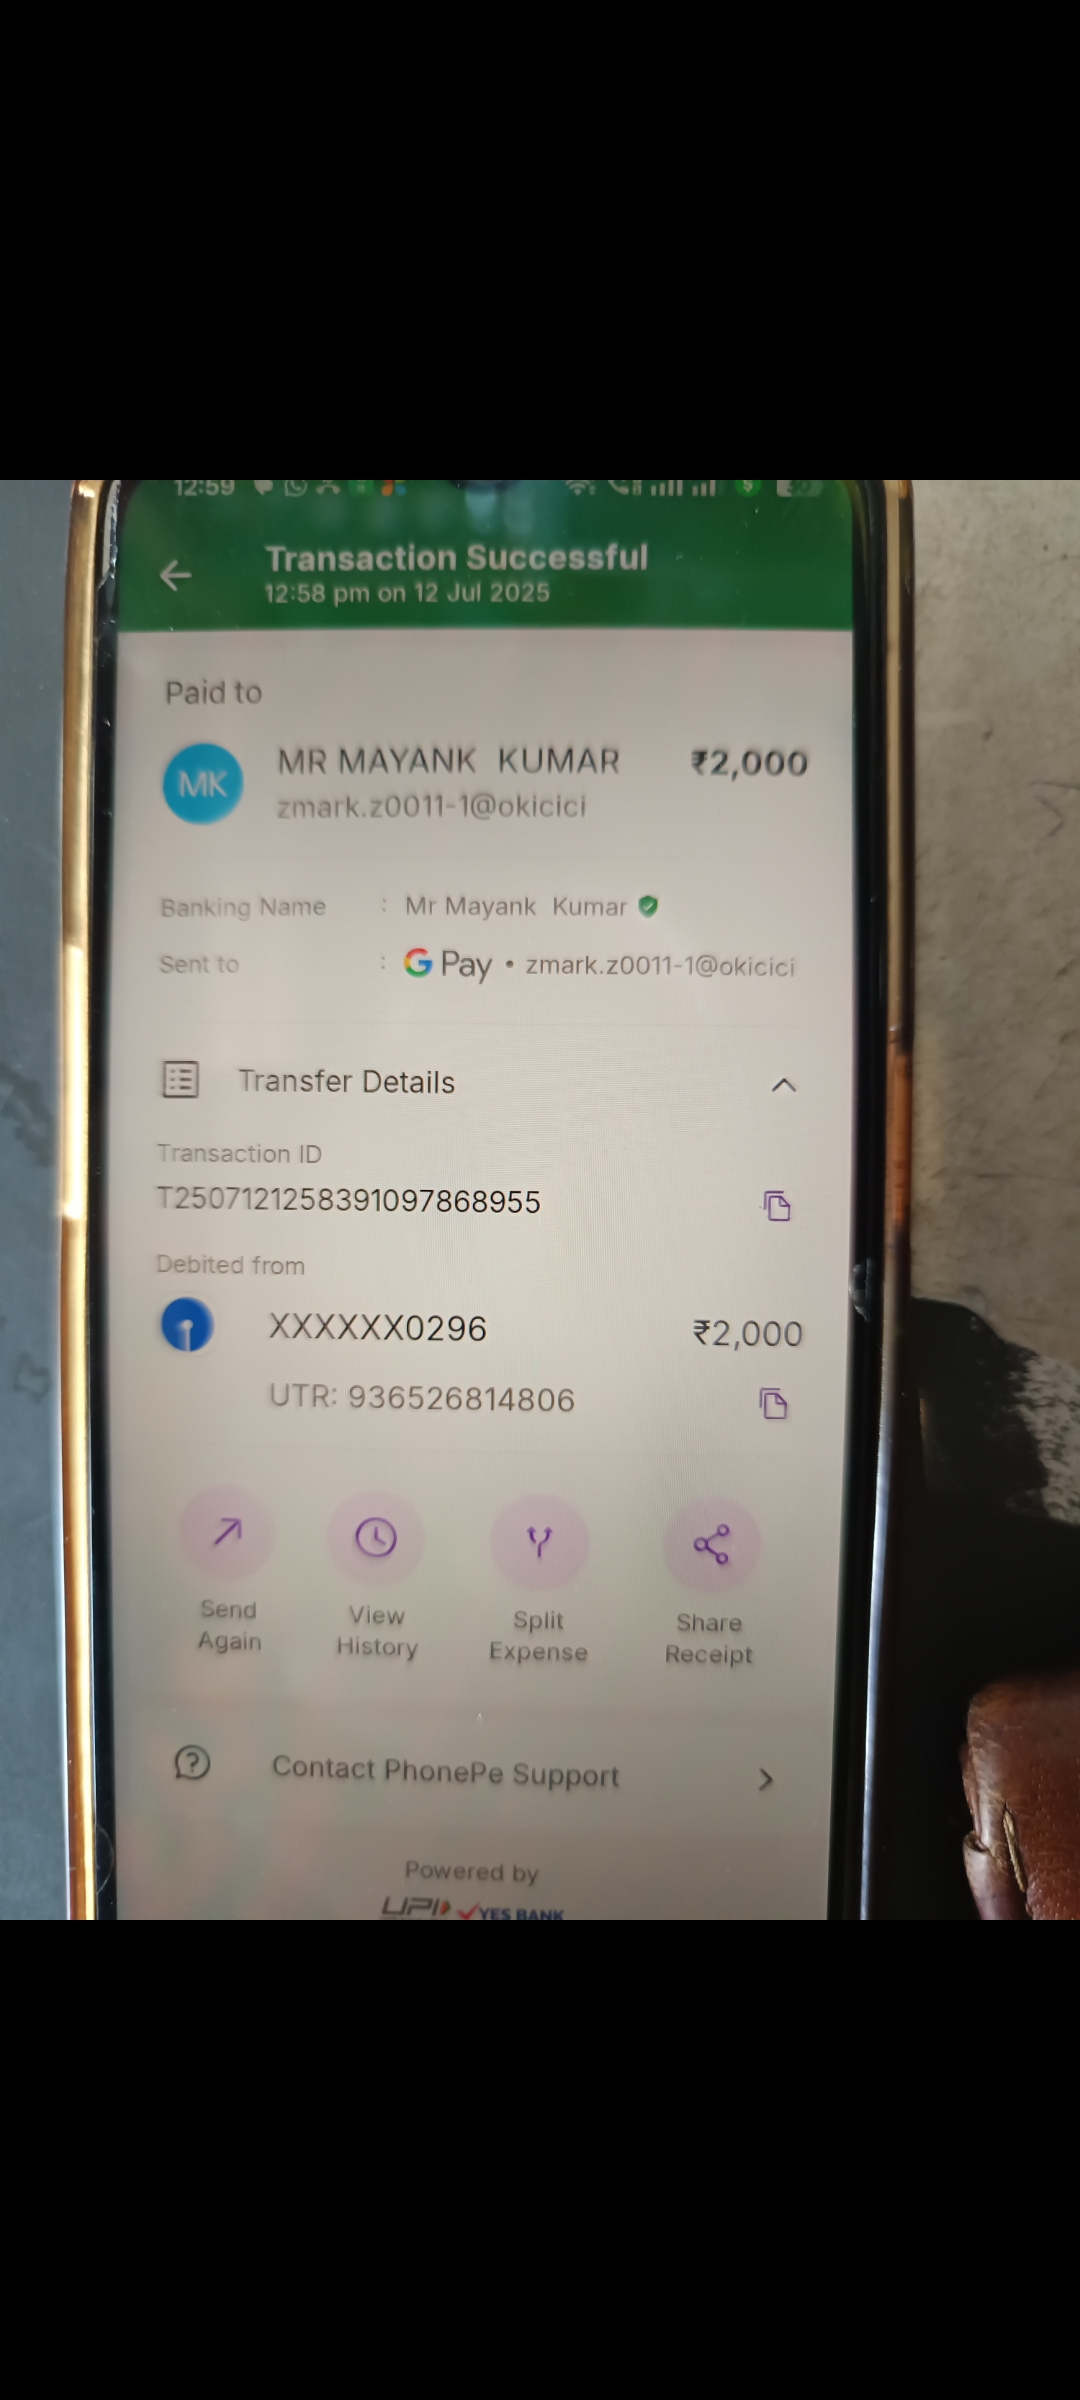 12:59
Transaction Successful
12:58 pm on 12 Jul 2025
Paid to
MK
MR MAYANK KUMAR ₹2,000
zmark.z0011-1@okicici
Banking Name : Mr Mayank Kumar
Sent to : G Pay • zmark.z0011-1@okicici
Transfer Details
Transaction ID
T2507121258391097868955
Debited from
XXXXXX0296 ₹2,000
UTR: 936526814806
Send Again
View History
Split Expense
Share Receipt
Contact PhonePe Support
Powered by
UPI YES BANK